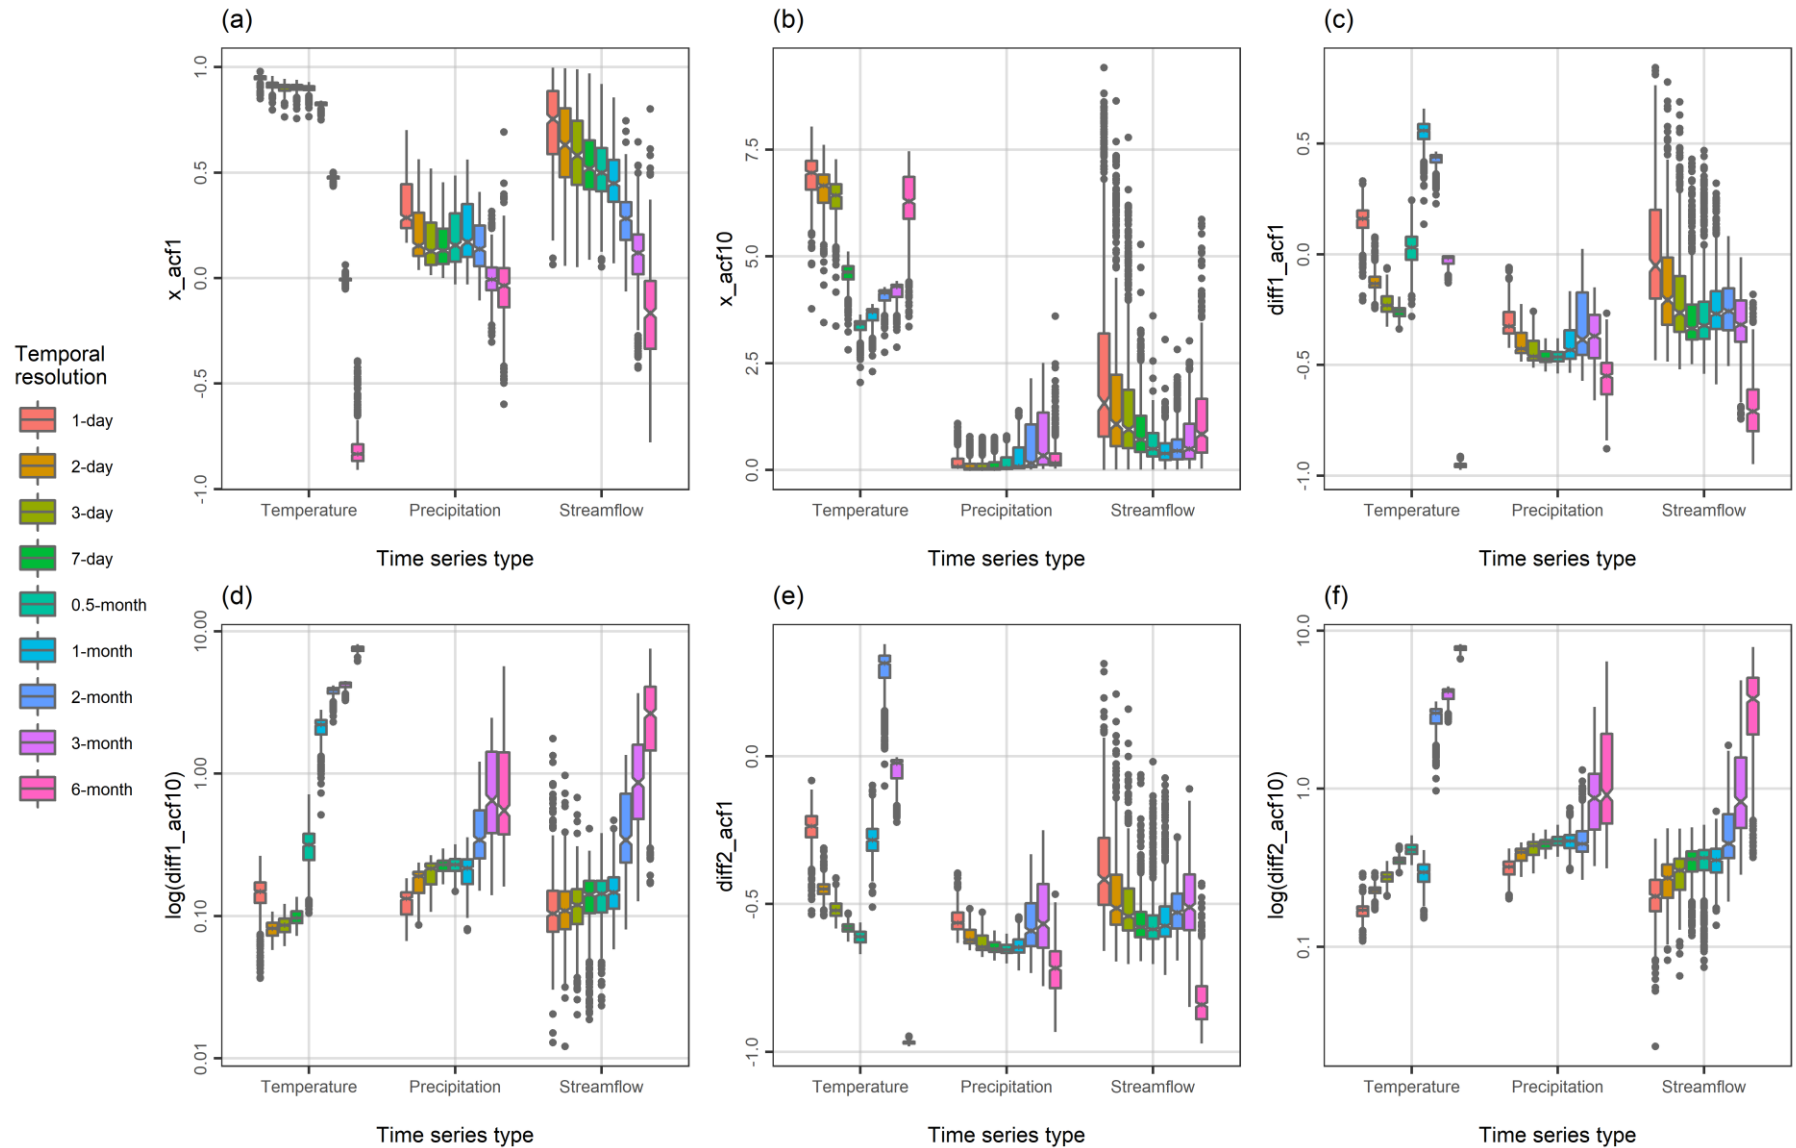 (a)
(b)
(c)
x_acf1
1.0
0.5
0.0
-0.5
-1.0
Temperature
Precipitation
Streamflow
Time series type
x_acf10
7.5
5.0
2.5
0.0
Temperature
Precipitation
Streamflow
Time series type
diff1_acf1
0.5
0.0
-0.5
-1.0
Temperature
Precipitation
Streamflow
Time series type
Temporal
resolution
1-day
2-day
3-day
7-day
0.5-month
1-month
2-month
3-month
6-month
(d)
(e)
(f)
log(diff1_acf10)
10.00
1.00
0.10
0.01
Temperature
Precipitation
Streamflow
Time series type
diff2_acf1
0.0
-0.5
-1.0
Temperature
Precipitation
Streamflow
Time series type
log(diff2_acf10)
10.0
1.0
0.1
Temperature
Precipitation
Streamflow
Time series type